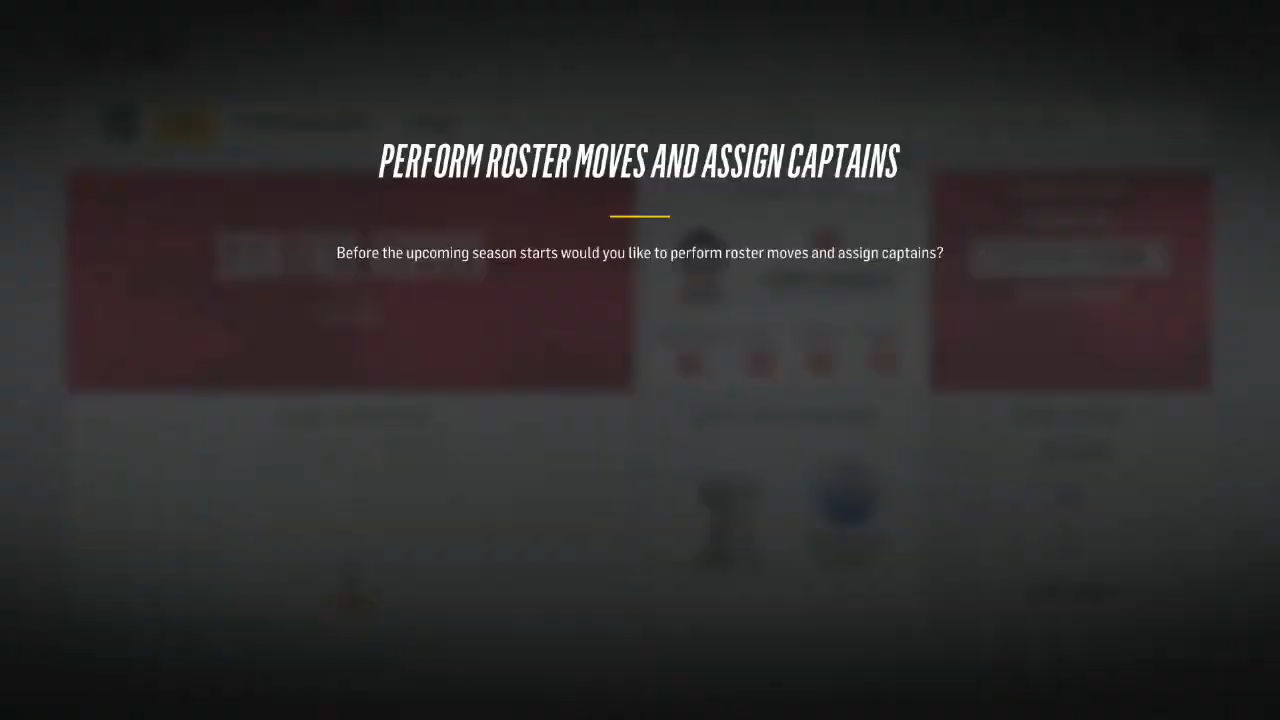 PERFORM ROSTER MOVES AND ASSIGN CAPTAINS
Before the upcoming season starts would you like to perform roster moves and assign captains?